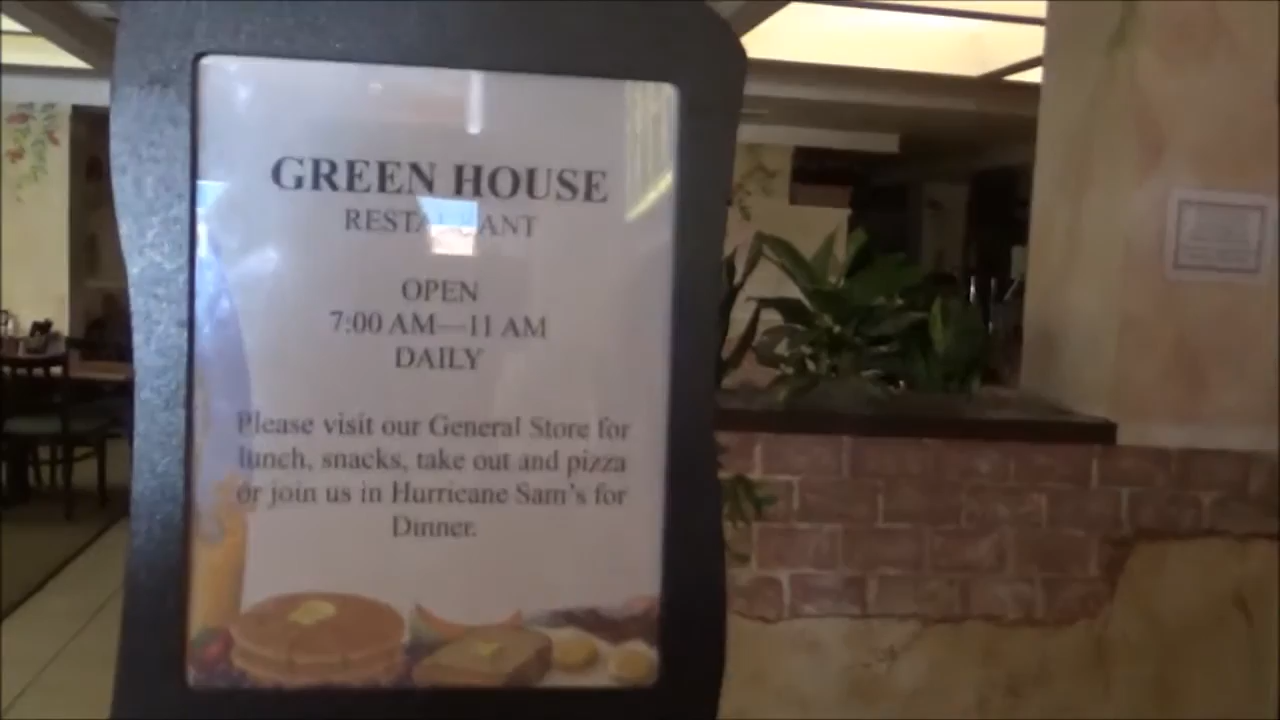 GREEN HOUSE
RESTAURANT
OPEN
7:00 AM—11 AM
DAILY
Please visit our General Store for
lunch, snacks, take out and pizza
or join us in Hurricane Sam's for
Dinner.